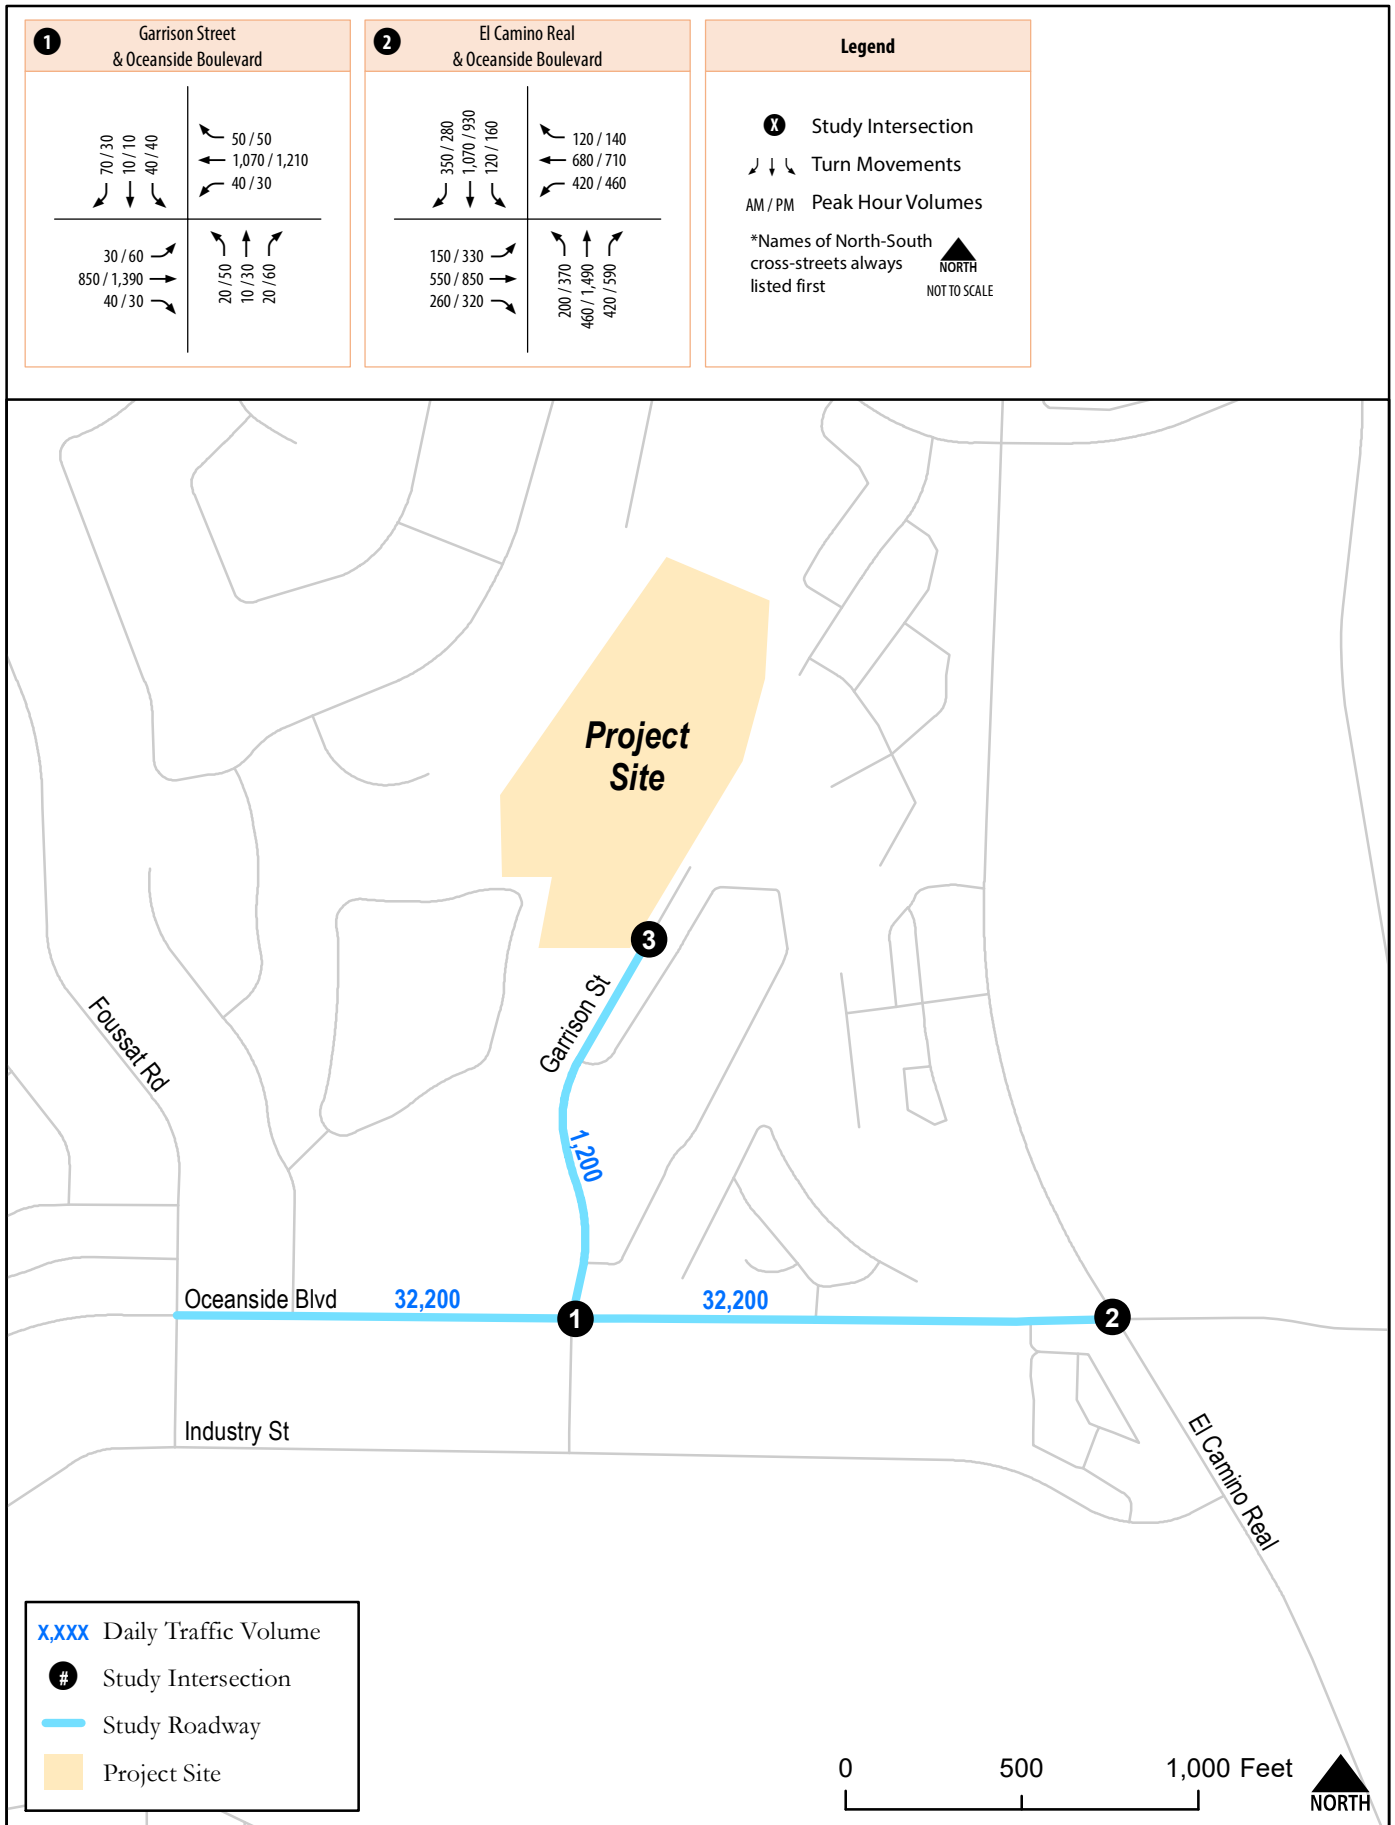 1
Garrison Street
& Oceanside Boulevard
70 / 30
10 / 10
40 / 40
50 / 50
1,070 / 1,210
40 / 30
30 / 60
850 / 1,390
40 / 30
20 / 50
10 / 30
20 / 60
2
El Camino Real
& Oceanside Boulevard
350 / 280
1,070 / 930
120 / 160
120 / 140
680 / 710
420 / 460
150 / 330
550 / 850
260 / 320
200 / 370
460 / 1,490
420 / 590
Legend
X Study Intersection
Turn Movements
AM / PM Peak Hour Volumes
*Names of North-South
cross-streets always
listed first
NORTH
NOT TO SCALE
Project
Site
3
Garrison St
Foussat Rd
1,200
Oceanside Blvd
32,200
32,200
1
2
Industry St
El Camino Real
X,XXX Daily Traffic Volume
# Study Intersection
Study Roadway
Project Site
0 500 1,000 Feet
NORTH